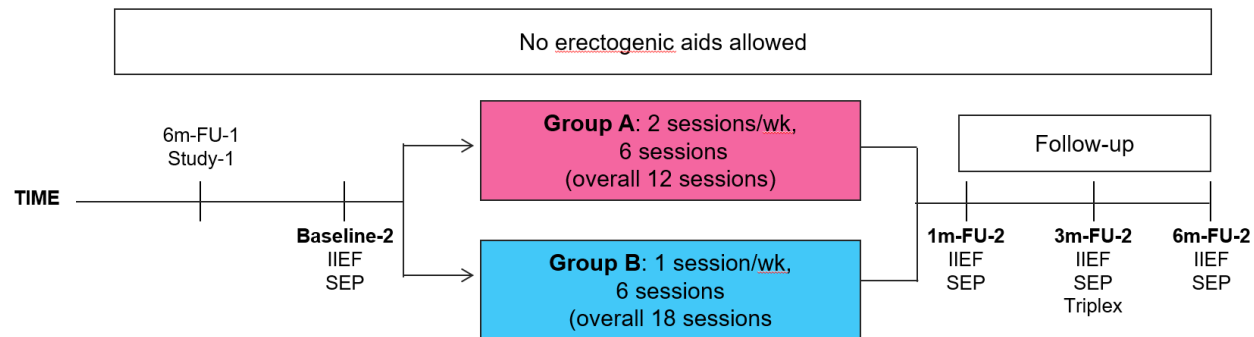 No erectogenic aids allowed
6m-FU-1
Study-1
TIME
Baseline-2
IIEF
SEP
Group A: 2 sessions/wk,
6 sessions
(overall 12 sessions)
Group B: 1 session/wk,
6 sessions
(overall 18 sessions
Follow-up
1m-FU-2
IIEF
SEP
3m-FU-2
IIEF
SEP
Triplex
6m-FU-2
IIEF
SEP